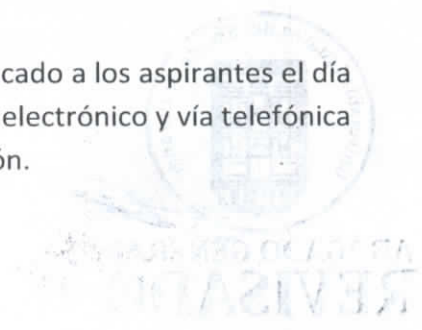 cado a los aspirantes el día
electrónico y vía telefónica
ón.